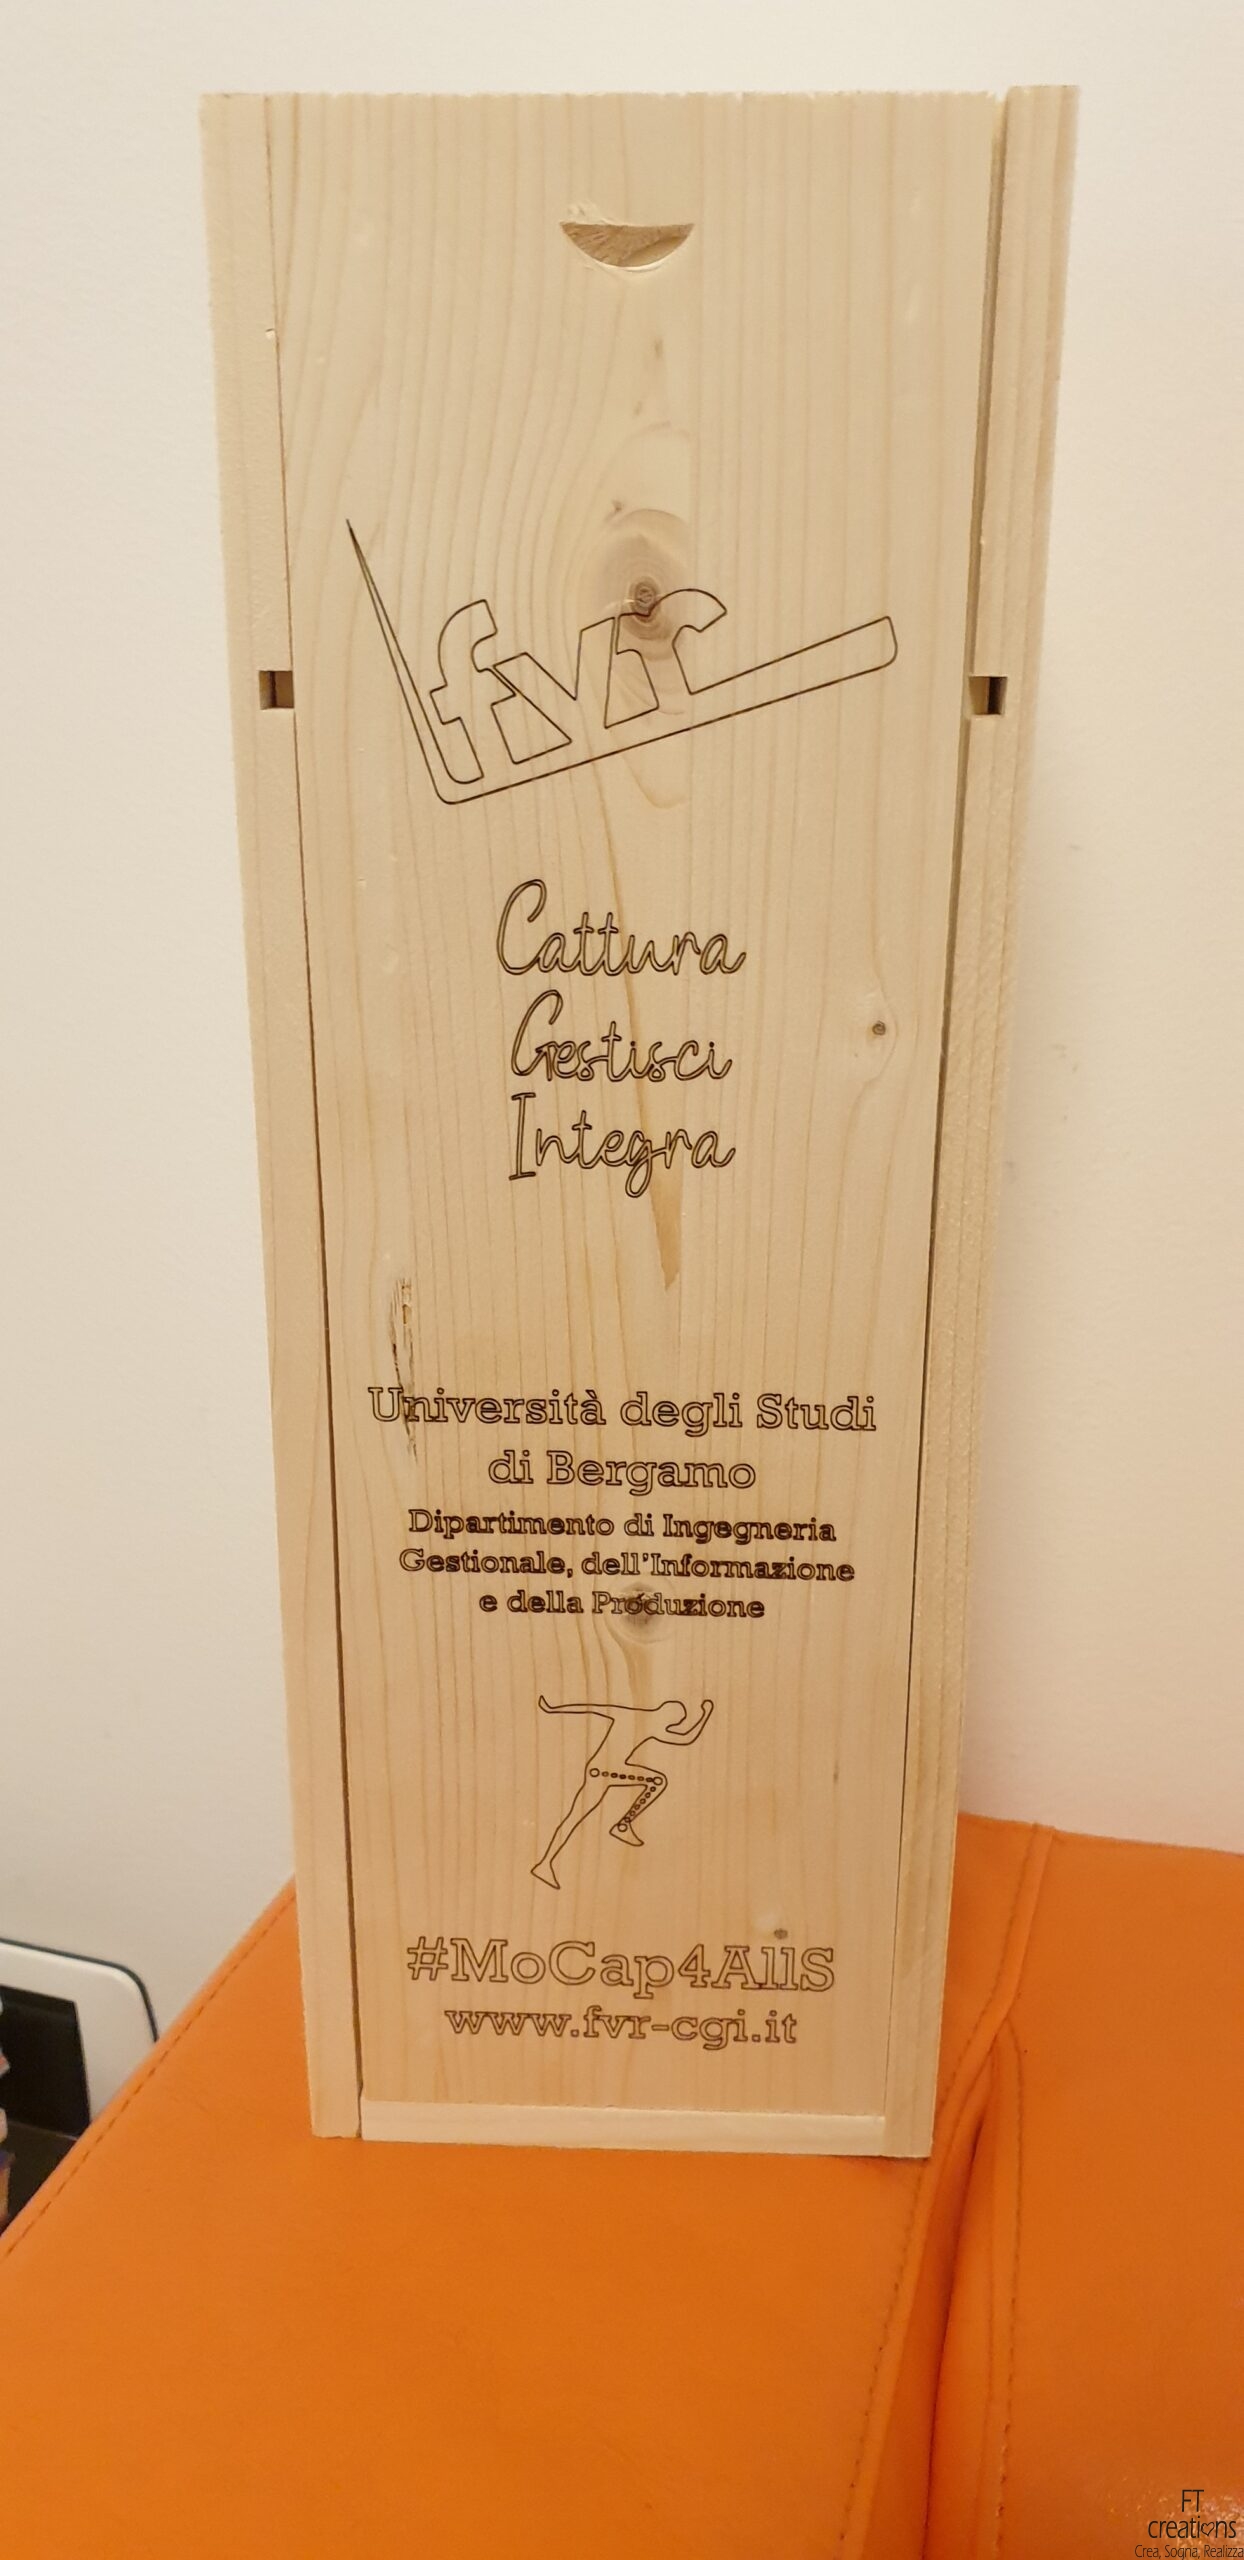 fvr
Cattura
Gestisci
Integra
Università degli Studi
di Bergamo
Dipartimento di Ingegneria
Gestionale, dell'Informazione
e della Produzione
#MoCap4AllS
www.fvr-cgi.it
FT
creations
Crea, Sogna, Realizza